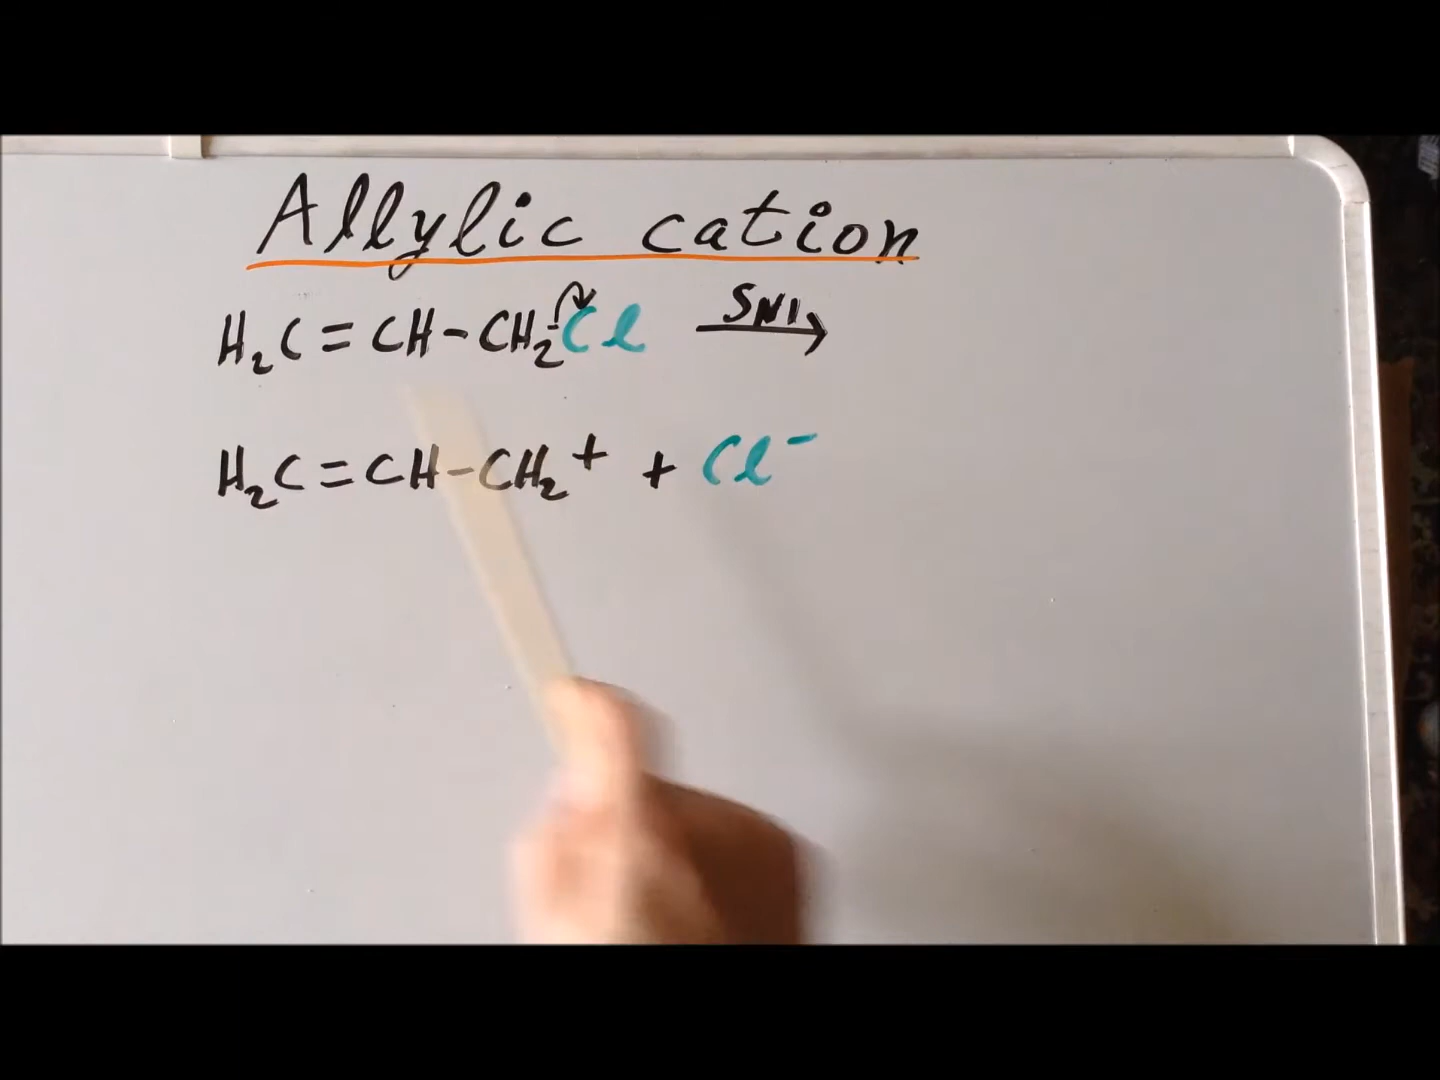 Allylic cation
H₂C=CH-CH₂-Cl SN1→
H₂C=CH-CH₂+ + Cl⁻